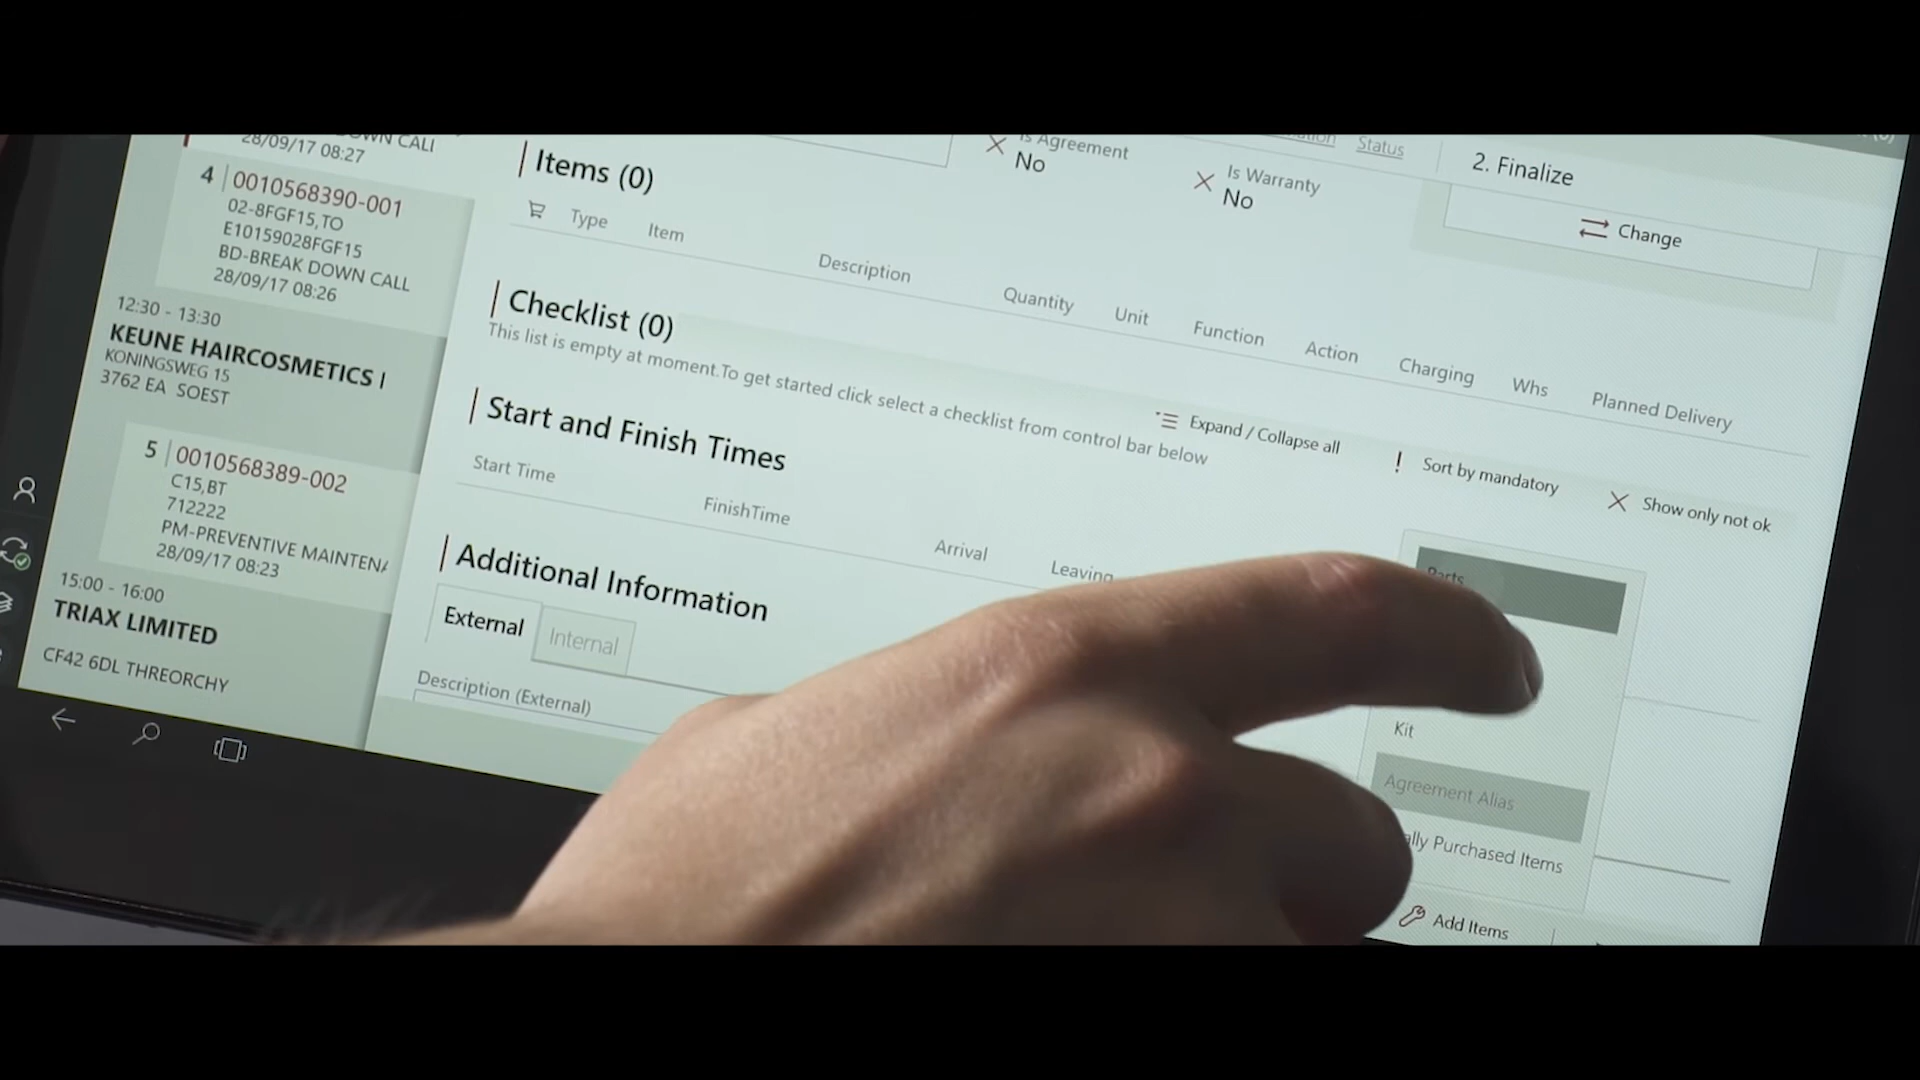 28/09/17 08:27
4 0010568390-001
02-8FGF15,TO
E10159028FGF15
BD-BREAK DOWN CALL
28/09/17 08:26
12:30 - 13:30
KEUNE HAIRCOSMETICS
KONINGSWEG 15
3762 EA SOEST
5 0010568389-002
C15,BT
712222
PM-PREVENTIVE MAINTENA
28/09/17 08:23
15:00 - 16:00
TRIAX LIMITED
CF42 6DL THREORCHY
Items (0)
Type Item Description Quantity Unit Function Action Charging Whs Planned Delivery
Is Agreement
No
Is Warranty
No
Status
2. Finalize
Change
Checklist (0)
This list is empty at moment.To get started click select a checklist from control bar below
Expand / Collapse all
! Sort by mandatory
Show only not ok
Start and Finish Times
Start Time FinishTime Arrival Leaving
Additional Information
External Internal
Description (External)
Parts
Kit
Agreement Alias
ally Purchased Items
Add Items